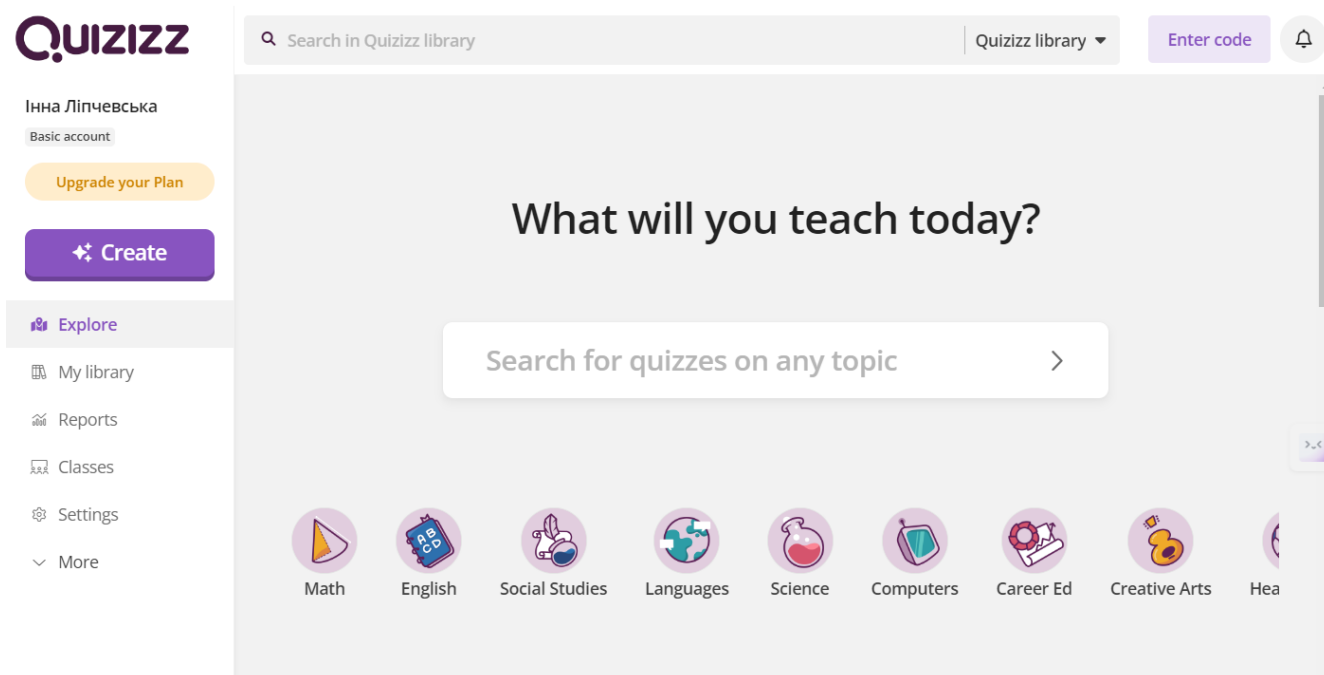 QUIZIZZ
Search in Quizizz library
Quizizz library
Enter code
Інна Ліпчевська
Basic account
Upgrade your Plan
Create
Explore
My library
Reports
Classes
Settings
More
What will you teach today?
Search for quizzes on any topic
A B
C D
Math
English
Social Studies
Languages
Science
Computers
Career Ed
Creative Arts
Hea